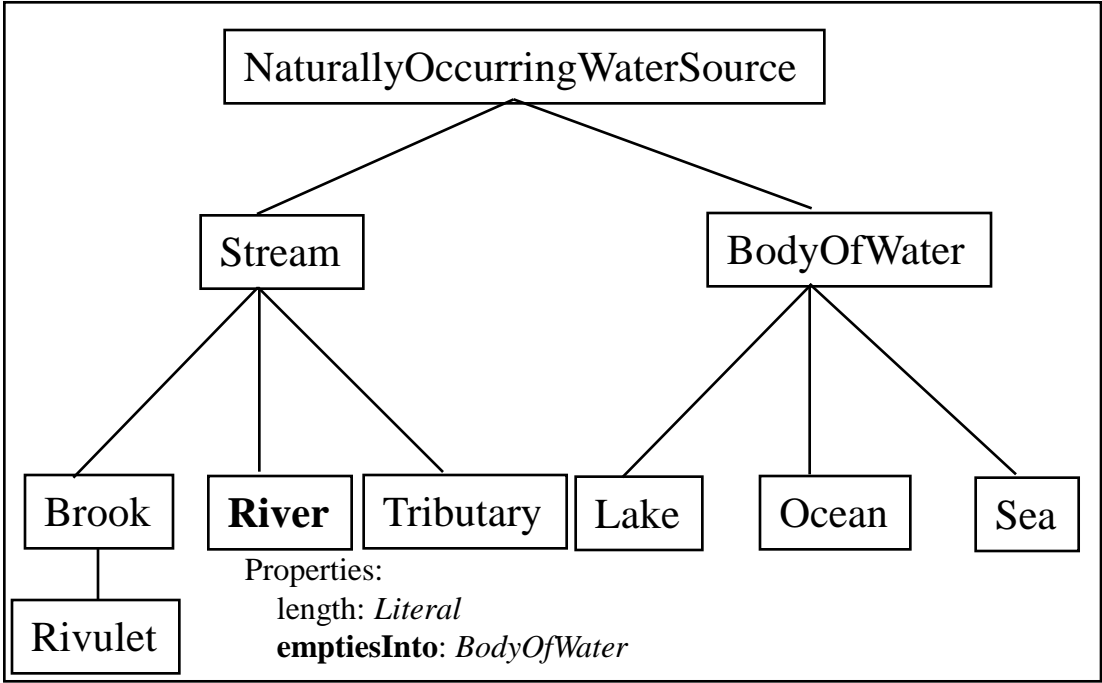 NaturallyOccurringWaterSource
Stream
BodyOfWater
Brook
River
Tributary
Lake
Ocean
Sea
Properties:
length: Literal
emptiesInto: BodyOfWater
Rivulet